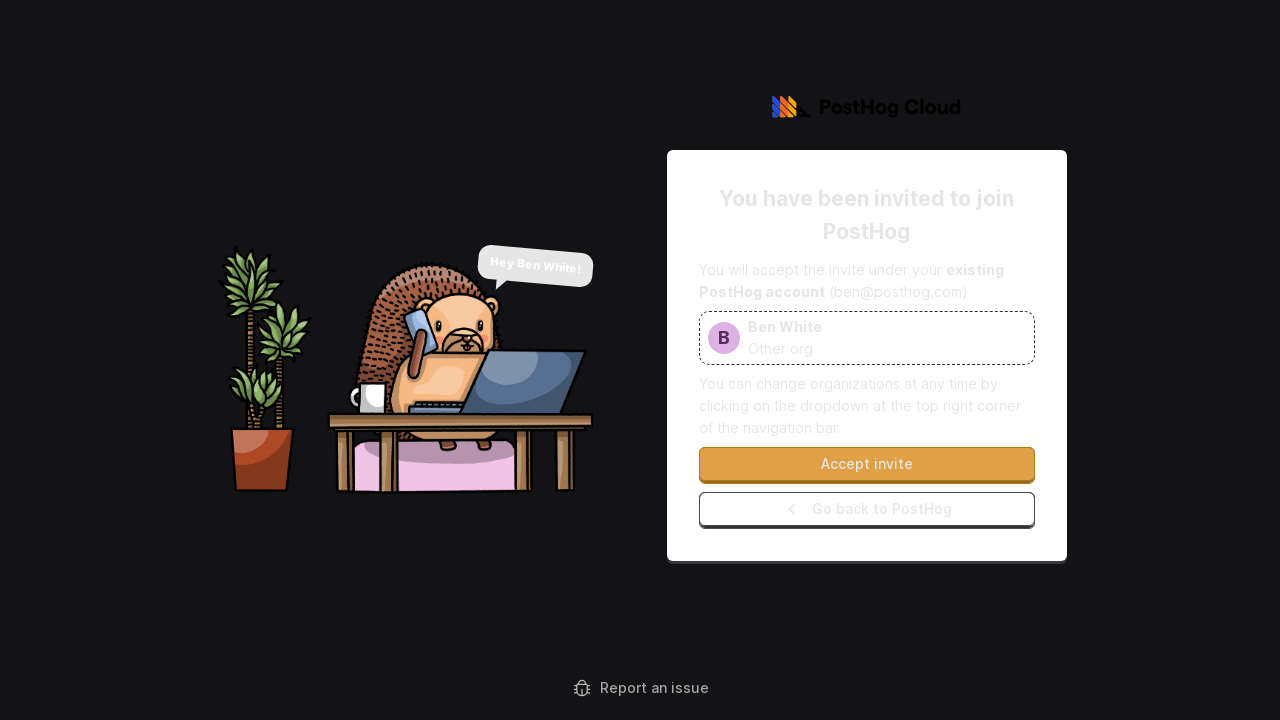 PostHog Cloud
Hey Ben White!
You have been invited to join
PostHog
You will accept the invite under your existing
PostHog account (ben@posthog.com)
B
Ben White
Other org
You can change organizations at any time by
clicking on the dropdown at the top right corner
of the navigation bar.
Accept invite
Go back to PostHog
Report an issue